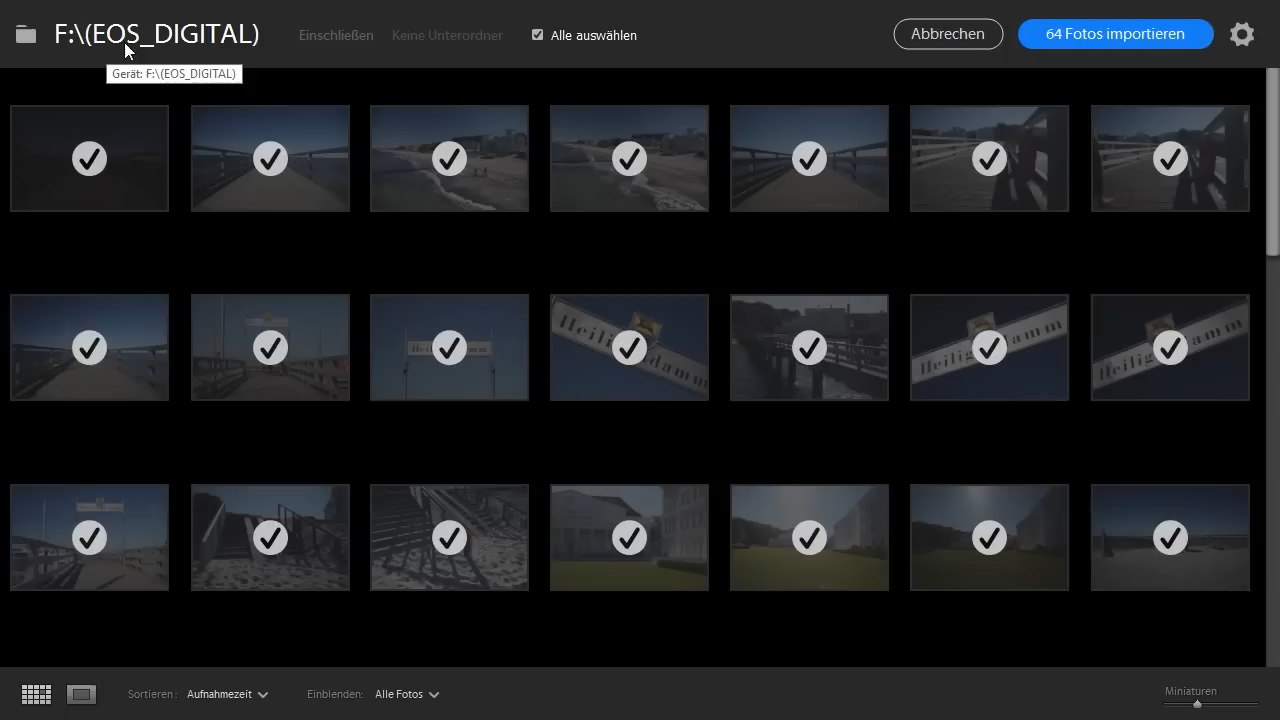 F:\(EOS_DIGITAL)
Einschließen
Keine Unterordner
Alle auswählen
Abbrechen
64 Fotos importieren
Gerät: F:\(EOS_DIGITAL)
Heiligendamm
Sortieren: Aufnahmezeit
Einblenden: Alle Fotos
Miniaturen